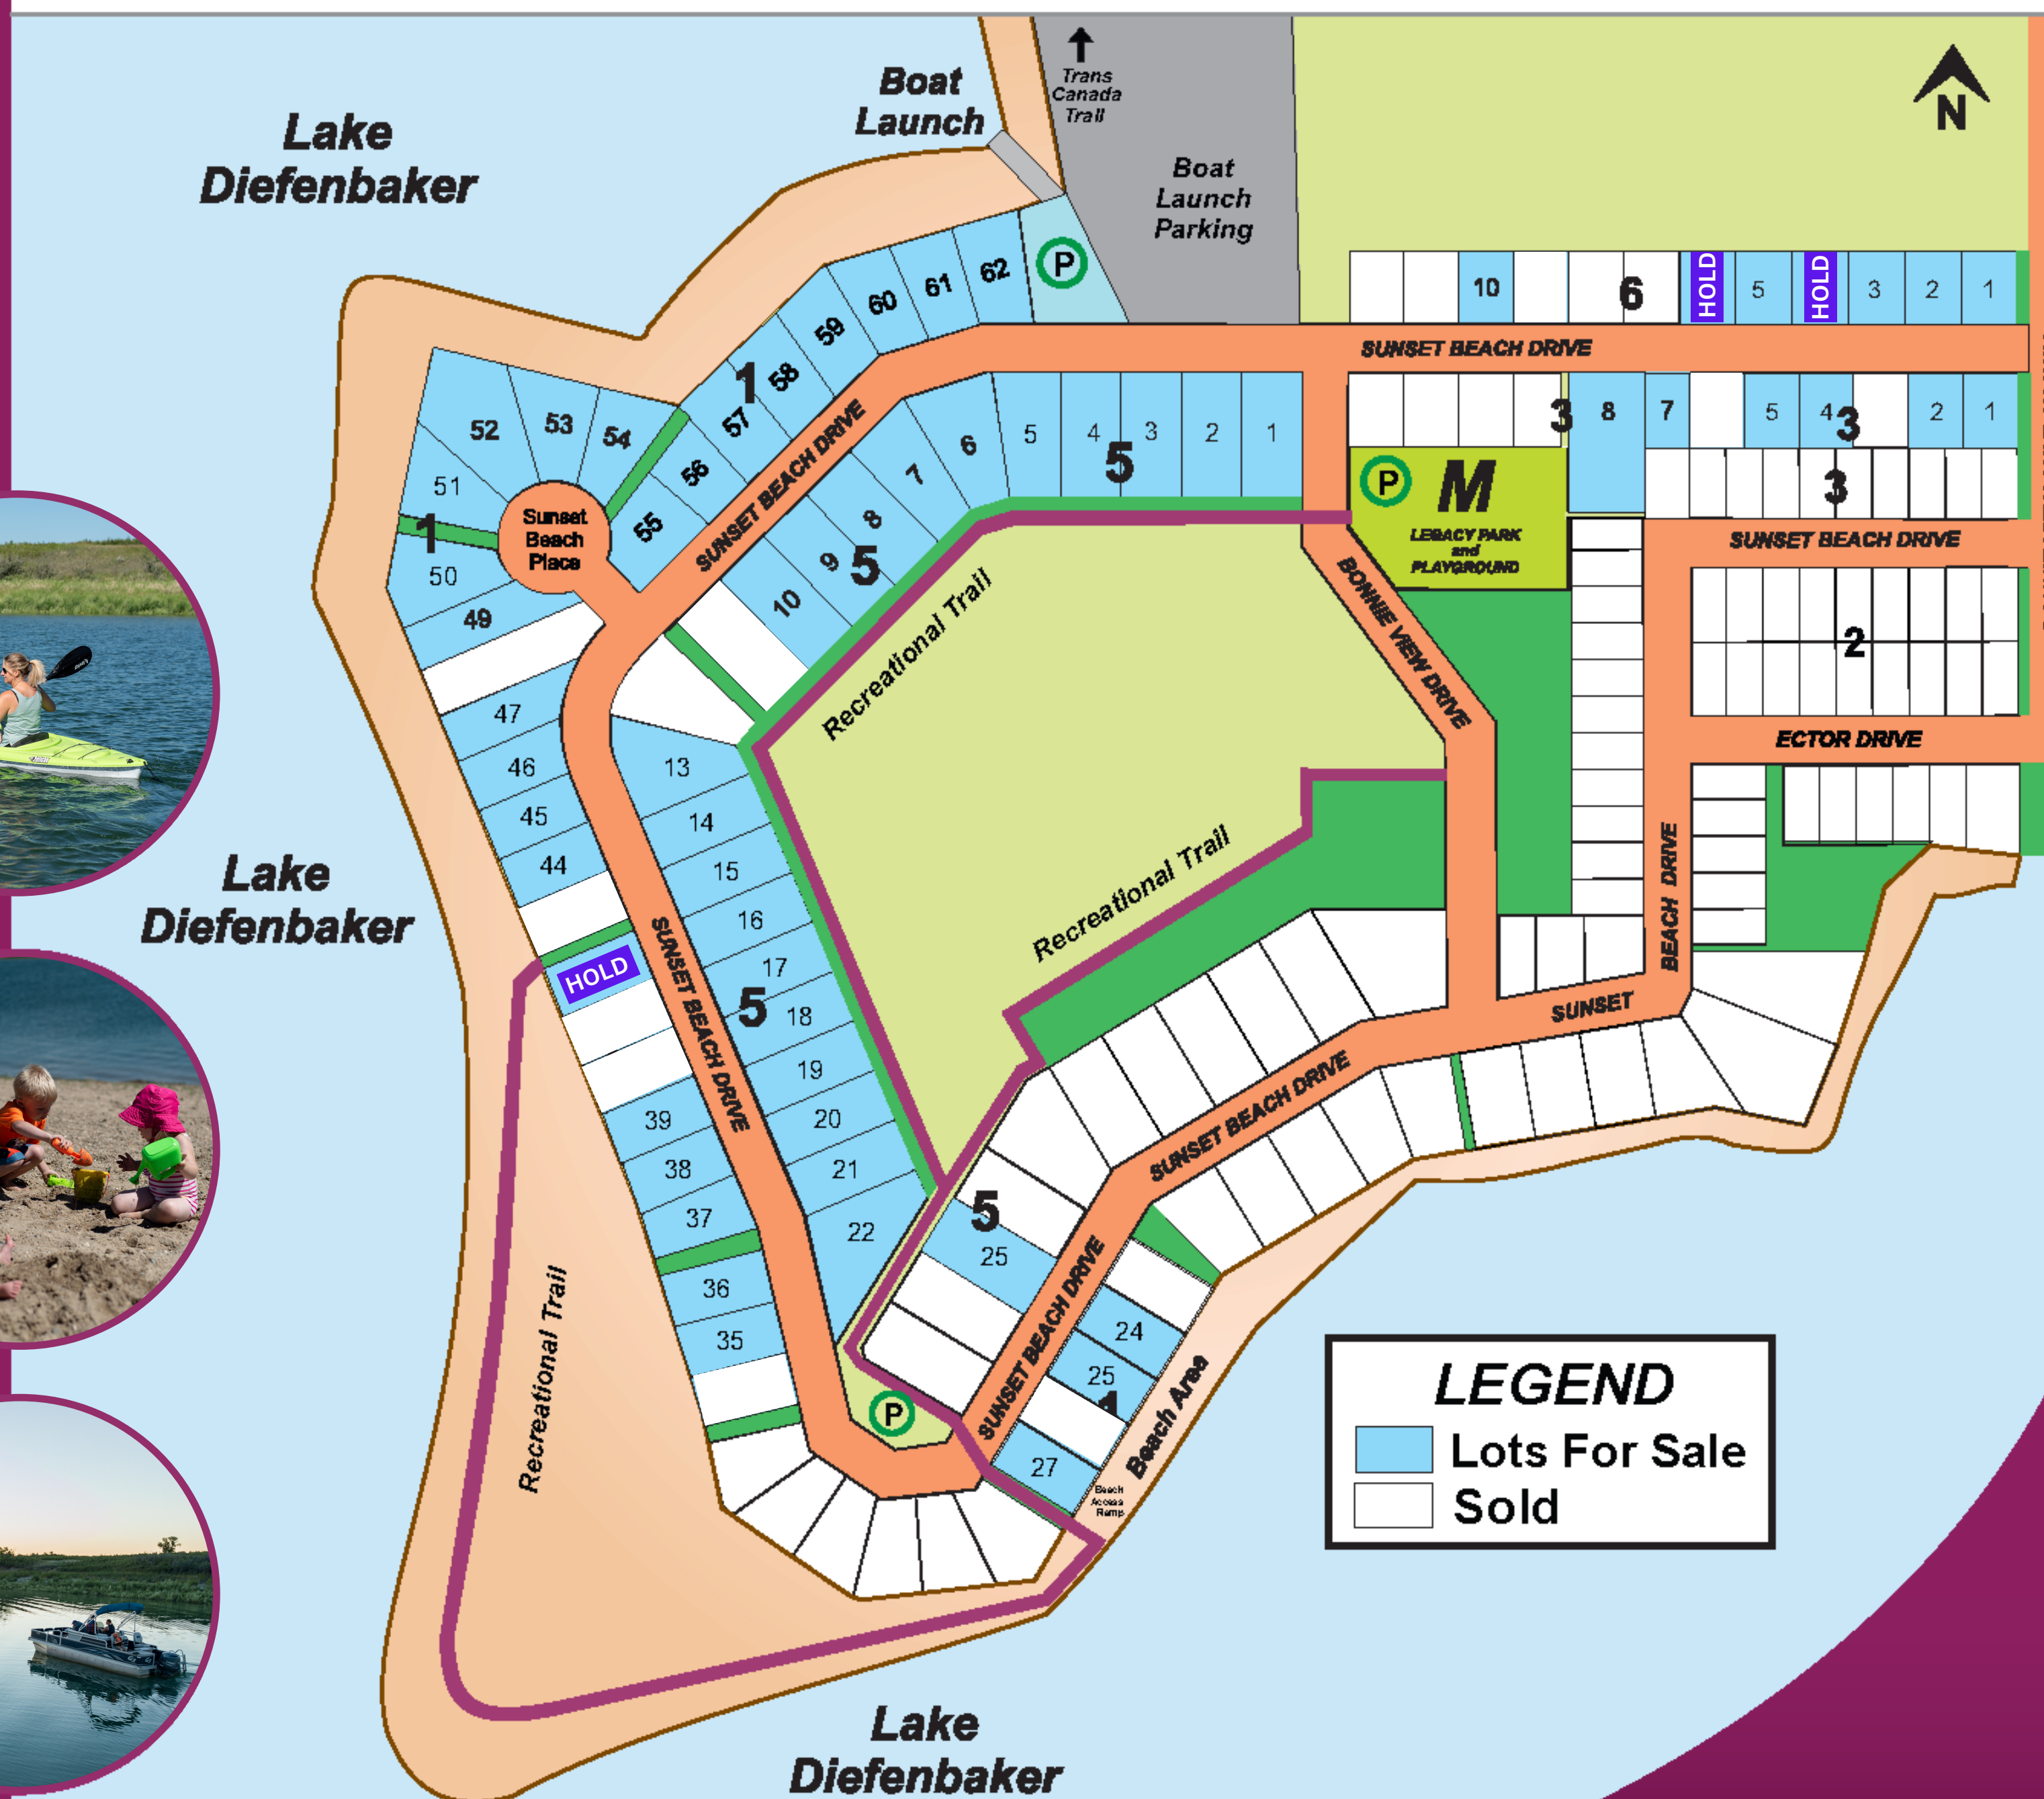 Trans
Canada
Trail
Boat
Launch
N
Lake
Diefenbaker
Boat
Launch
Parking
P
62
61
60
59
58
57
56
55
1
10
6
HOLD
5
HOLD
3
2
1
SUNSET BEACH DRIVE
SUNSET BEACH DRIVE
52
53
54
51
1
50
49
Sunset
Beach
Place
6
5
4
3
2
1
5
7
8
9
10
5
3
8
7
5
4
3
2
1
3
P
M
LEGACY PARK
and
PLAYGROUND
SUNSET BEACH DRIVE
2
ECTOR DRIVE
BONNIE VIEW DRIVE
Recreational Trail
47
46
45
44
HOLD
39
38
37
36
35
13
14
15
16
17
5
18
19
20
21
22
SUNSET BEACH DRIVE
Lake
Diefenbaker
Recreational Trail
BEACH DRIVE
SUNSET
SUNSET BEACH DRIVE
5
25
SUNSET BEACH DRIVE
24
25
27
P
Beach Area
Beach
Access
Ramp
Recreational Trail
LEGEND
Lots For Sale
Sold
Lake
Diefenbaker